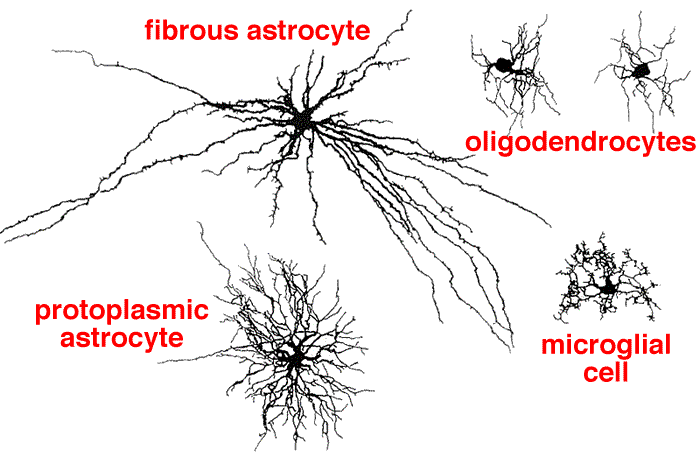 fibrous astrocyte
oligodendrocytes
protoplasmic
astrocyte
microglial
cell